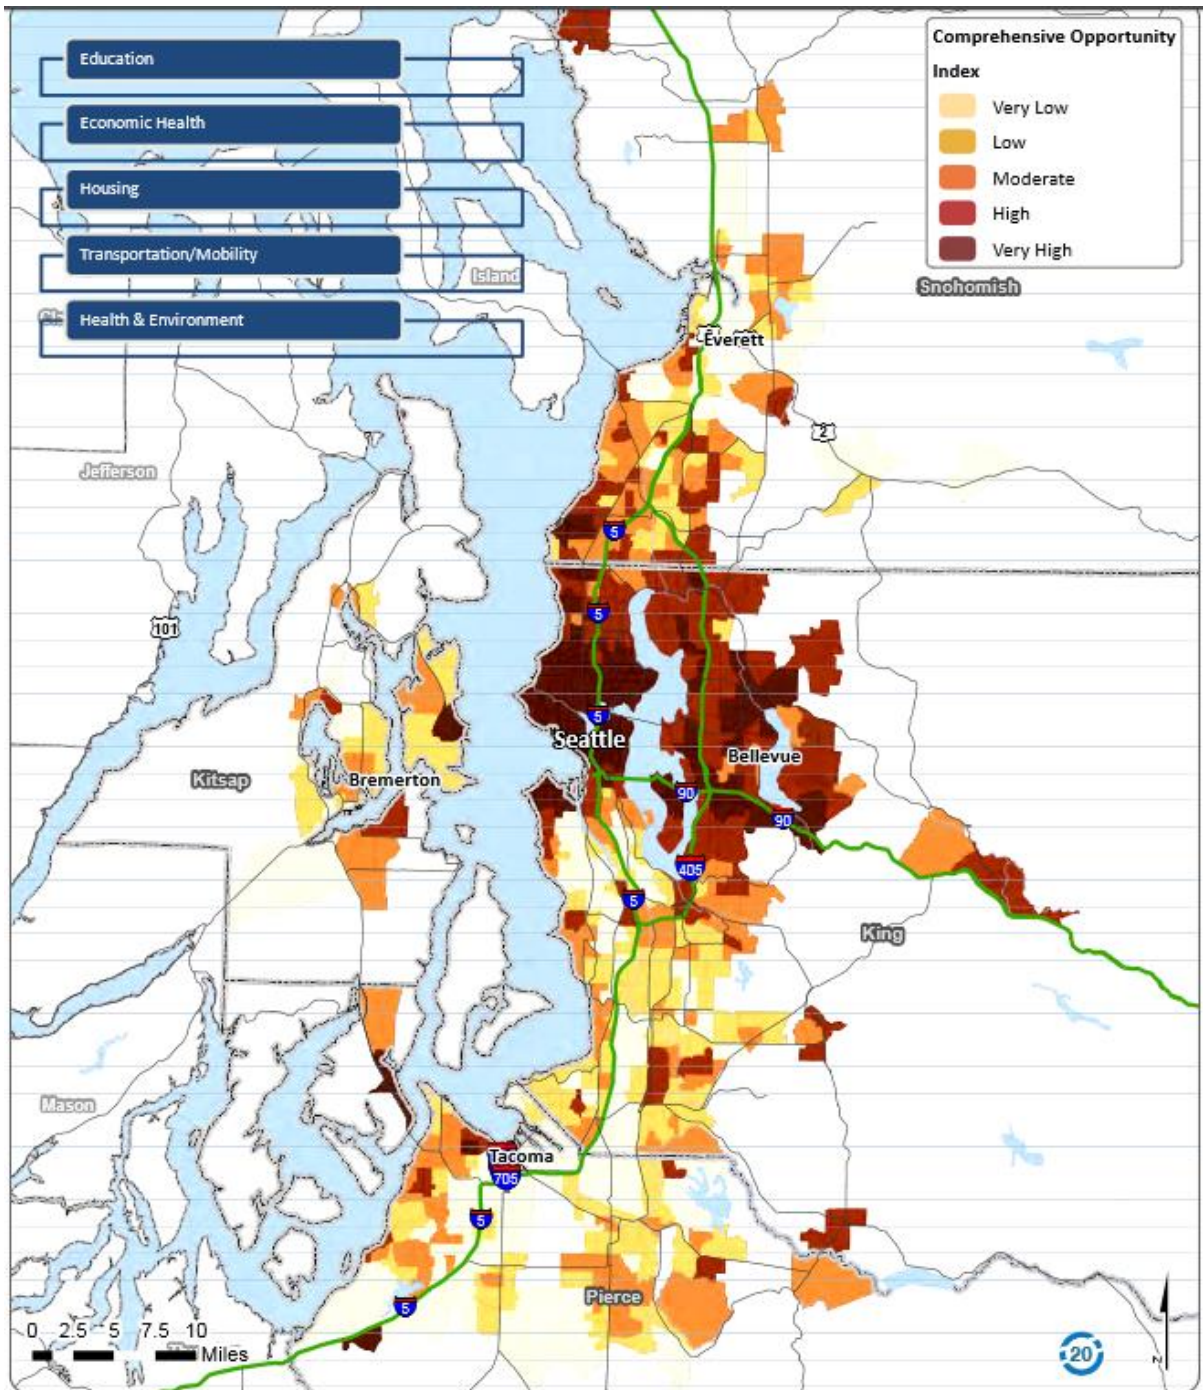 Education
Economic Health
Housing
Transportation/Mobility
Health & Environment
Comprehensive Opportunity
Index
Very Low
Low
Moderate
High
Very High
Island
Snohomish
Everett
2
Jefferson
5
101
5
5
Seattle
Bellevue
Kitsap
Bremerton
90
90
405
5
King
Mason
Tacoma
705
5
Pierce
5
0 2.5 5 7.5 10
Miles
20
N